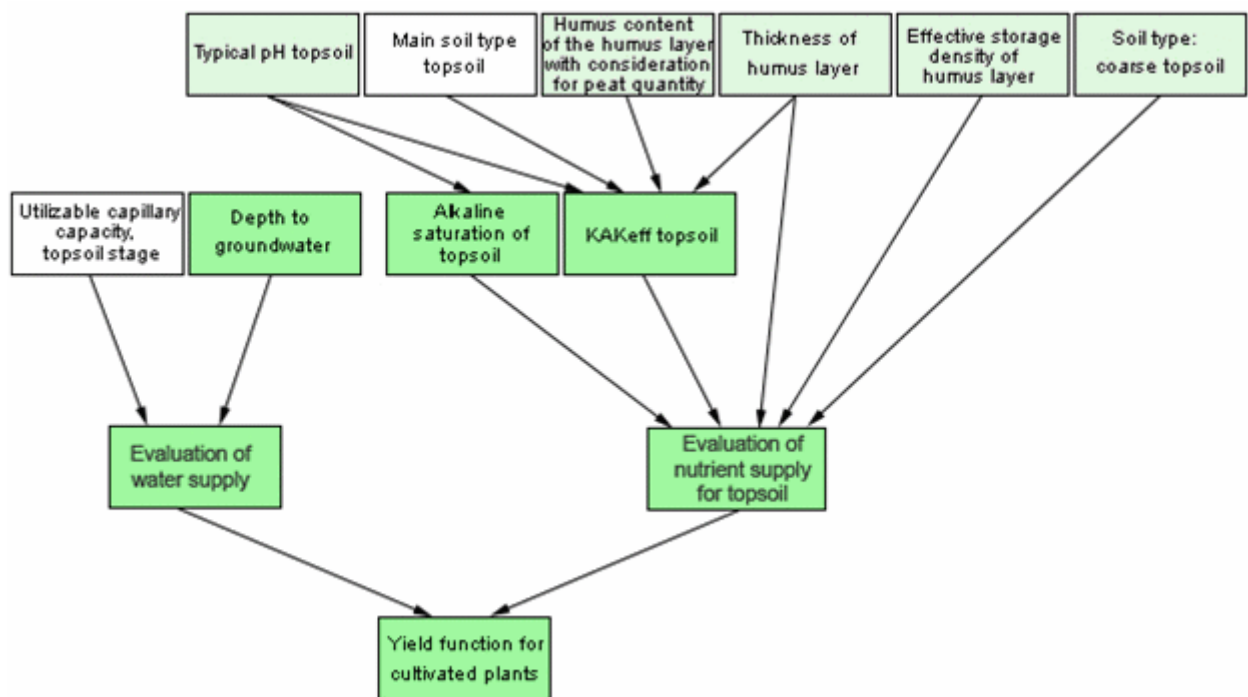 Typical pH topsoil
Main soil type
topsoil
Humus content
of the humus layer
with consideration
for peat quantity
Thickness of
humus layer
Effective storage
density of
humus layer
Soil type:
coarse topsoil
Utilizable capillary
capacity,
topsoil stage
Depth to
groundwater
Alkaline
saturation of
topsoil
KAKeff topsoil
Evaluation of
water supply
Evaluation of
nutrient supply
for topsoil
Yield function for
cultivated plants